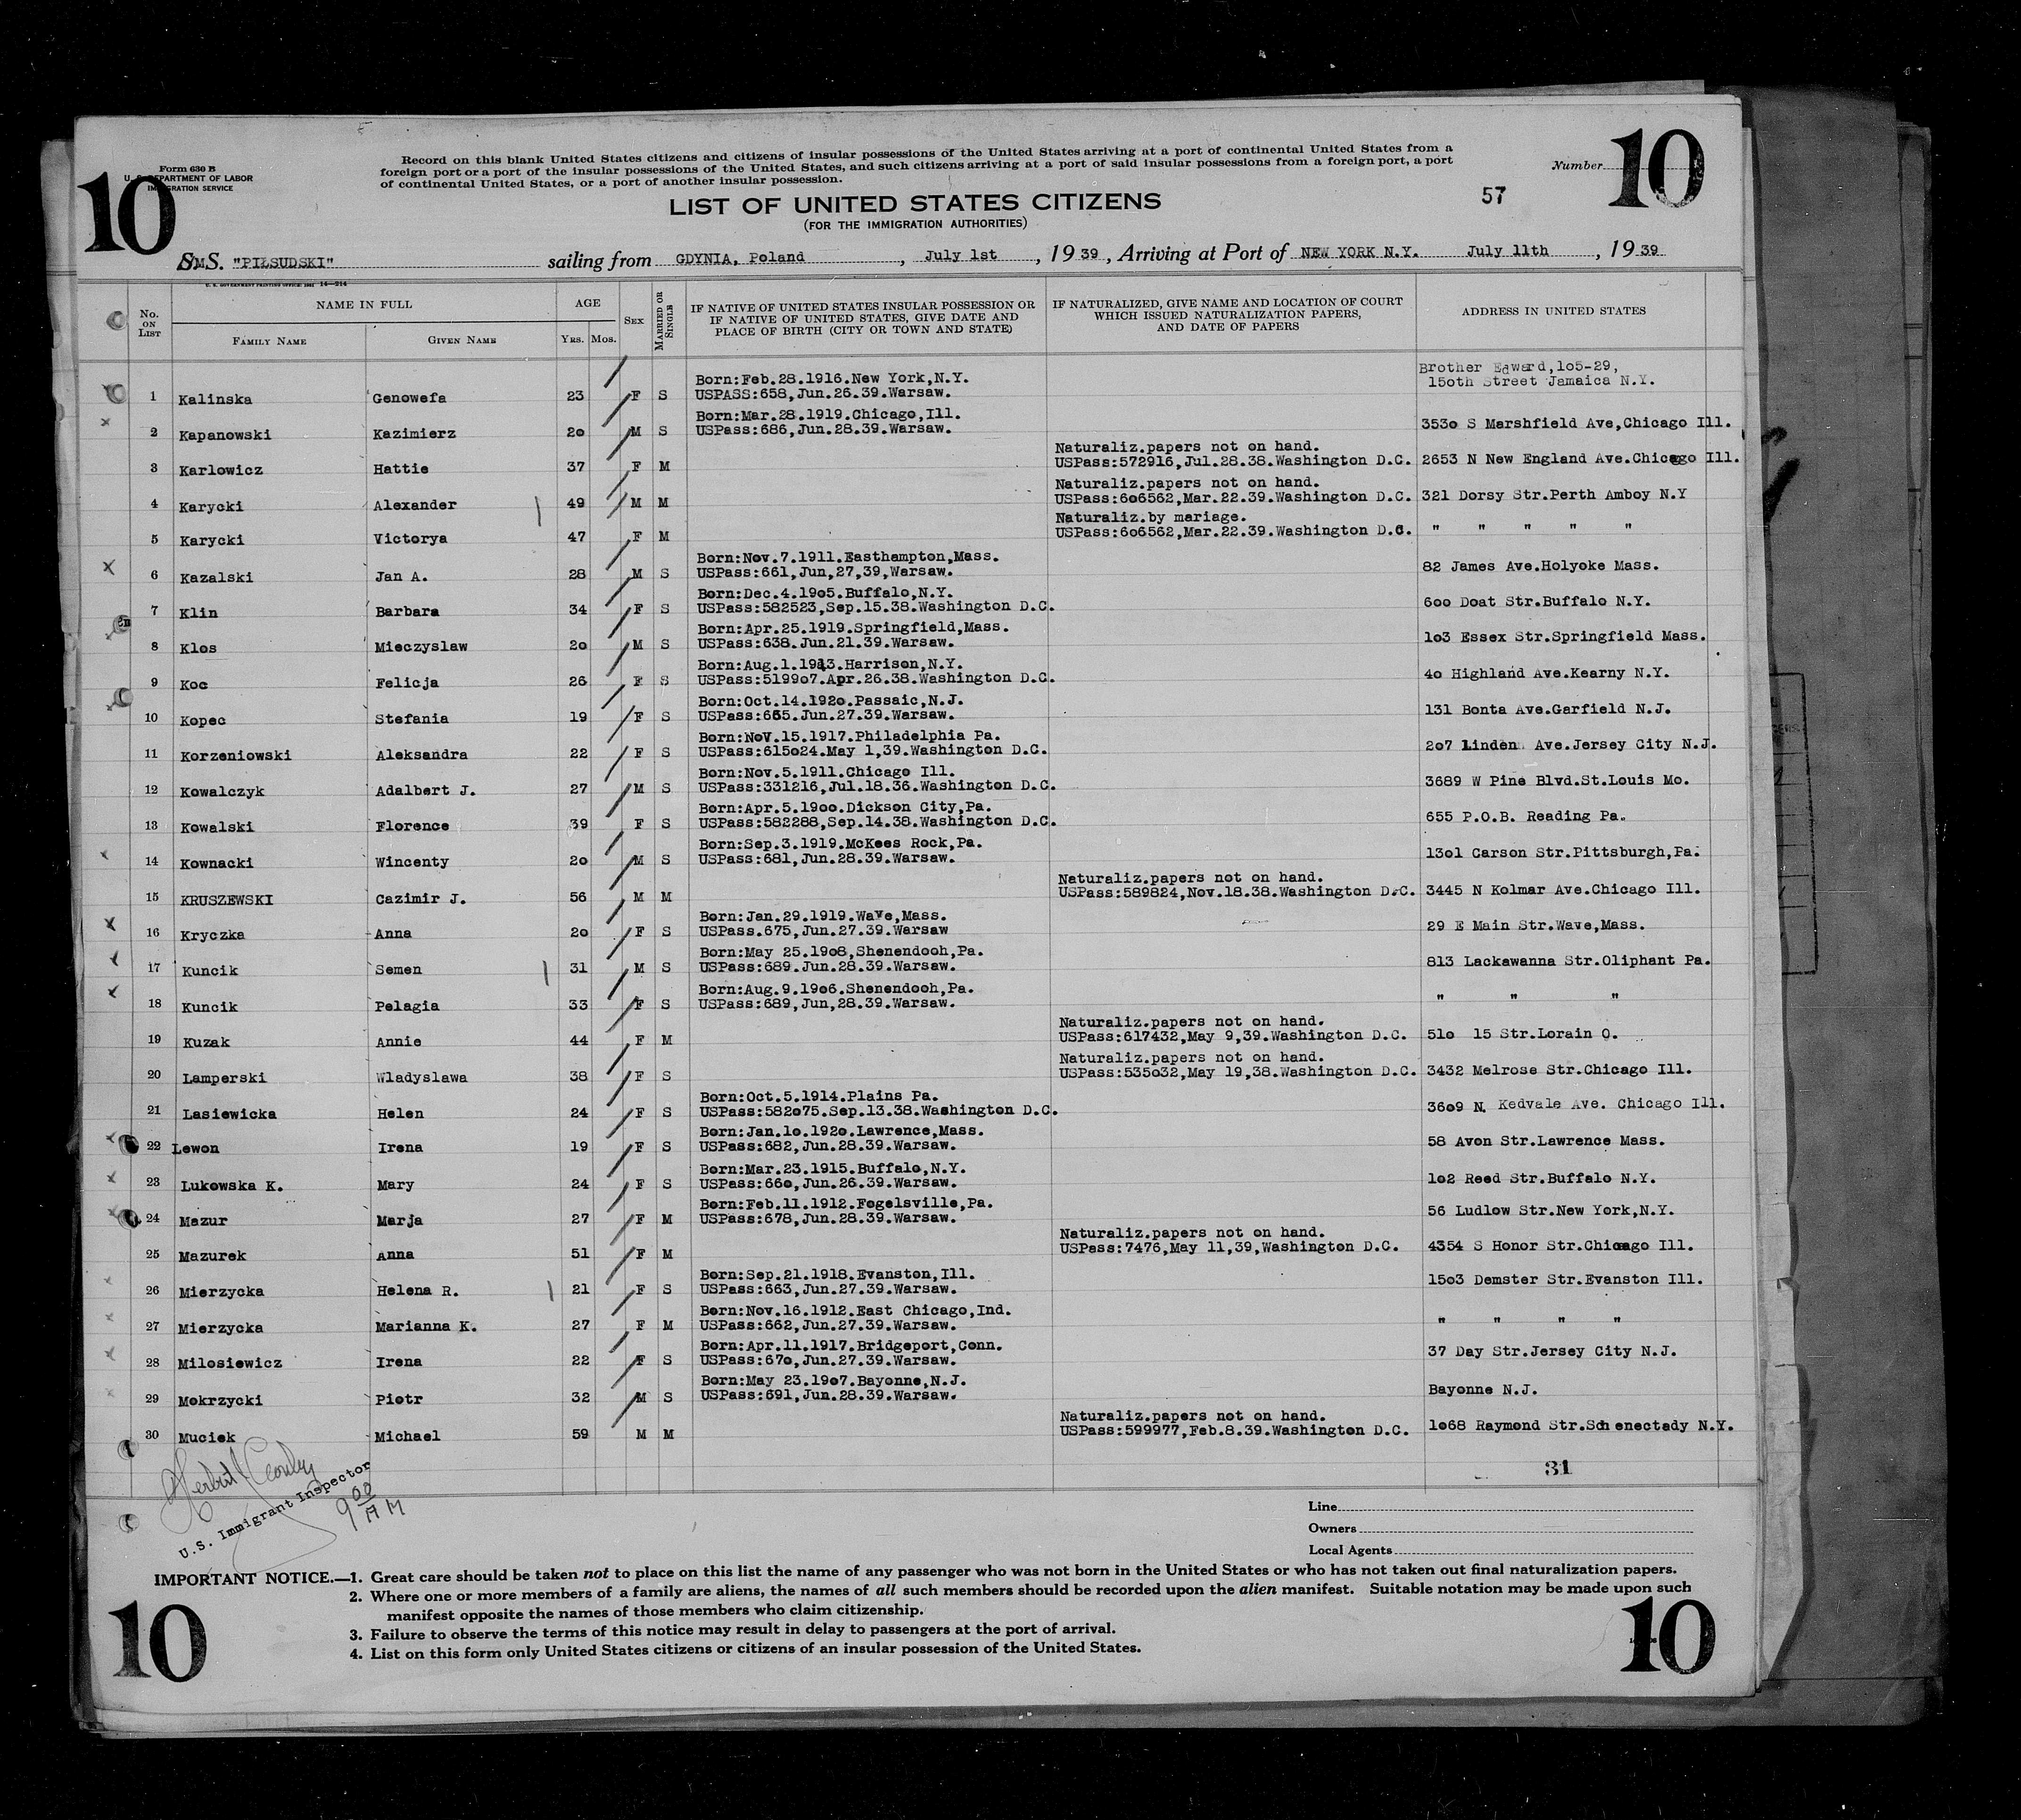 Form 630 B
U. S. DEPARTMENT OF LABOR
IMMIGRATION SERVICE
10
Record on this blank United States citizens and citizens of insular possessions of the United States arriving at a port of continental United States from a
foreign port or a port of the insular possessions of the United States, and such citizens arriving at a port of said insular possessions from a foreign port, a port
of continental United States, or a port of another insular possession.
Number
10
57
LIST OF UNITED STATES CITIZENS
(FOR THE IMMIGRATION AUTHORITIES)
S.S. "PIŁSUDSKI" sailing from GDYNIA, Poland, July 1st, 1939, Arriving at Port of NEW YORK N.Y. July 11th, 1939
No. ON LIST
NAME IN FULL
FAMILY NAME GIVEN NAME
AGE
YRS. MOS.
SEX
MARRIED OR SINGLE
IF NATIVE OF UNITED STATES INSULAR POSSESSION OR
IF NATIVE OF UNITED STATES, GIVE DATE AND
PLACE OF BIRTH (CITY OR TOWN AND STATE)
IF NATURALIZED, GIVE NAME AND LOCATION OF COURT
WHICH ISSUED NATURALIZATION PAPERS,
AND DATE OF PAPERS
ADDRESS IN UNITED STATES
Born:Feb.28.1916.New York,N.Y. Brother Edward,105-29,
1 Kalinska Genowefa 23 F S USPASS:658,Jun.26.39.Warsaw. 150th Street Jamaica N.Y.
Born:Mar.28.1919.Chicago,Ill.
2 Kapanowski Kazimierz 20 M S USPass:686,Jun.28.39.Warsaw. 3530 S Marshfield Ave,Chicago Ill.
Naturaliz.papers not on hand.
3 Karlowicz Hattie 37 F M USPass:572916,Jul.28.38.Washington D.C. 2653 N New England Ave.Chicago Ill.
Naturaliz.papers not on hand.
4 Karycki Alexander 49 M M USPass:606562,Mar.22.39.Washington D.C. 321 Dorsy Str.Perth Amboy N.Y
Naturaliz.by mariage.
5 Karycki Victorya 47 F M USPass:606562,Mar.22.39.Washington D.C. " " " " "
Born:Nov.7.1911.Easthampton,Mass.
6 Kazalski Jan A. 28 M S USPass:661,Jun,27,39,Warsaw. 82 James Ave.Holyoke Mass.
Born:Dec.4.1905.Buffalo,N.Y.
7 Klin Barbara 34 F S USPass:582523,Sep.15.38.Washington D.C. 600 Doat Str.Buffalo N.Y.
Born:Apr.25.1919.Springfield,Mass.
8 Klos Mieczyslaw 20 M S USPass:638.Jun.21.39.Warsaw. 103 Essex Str.Springfield Mass.
Born:Aug.1.1913.Harrison,N.Y.
9 Koc Felicja 26 F S USPass:519907.Apr.26.38.Washington D.C. 40 Highland Ave.Kearny N.Y.
Born:Oct.14.1920.Passaic,N.J.
10 Kopec Stefania 19 F S USPass:665.Jun.27.39.Warsaw. 131 Bonta Ave.Garfield N.J.
Born:Nov.15.1917.Philadelphia Pa.
11 Korzeniowski Aleksandra 22 F S USPass:615024.May 1,39.Washington D.C. 207 Linden Ave.Jersey City N.J.
Born:Nov.5.1911.Chicago Ill.
12 Kowalczyk Adalbert J. 27 M S USPass:331216,Jul.18.36.Washington D.C. 3689 W Pine Blvd.St.Louis Mo.
Born:Apr.5.1900.Dickson City,Pa.
13 Kowalski Florence 39 F S USPass:582288,Sep.14.38.Washington D.C. 655 P.O.B. Reading Pa.
Born:Sep.3.1919.McKees Rock,Pa.
14 Kownacki Wincenty 20 M S USPass:681,Jun.28.39.Warsaw. 1301 Carson Str.Pittsburgh,Pa.
Naturaliz.papers not on hand.
15 KRUSZEWSKI Cazimir J. 56 M M USPass:589824,Nov.18.38.Washington D.C. 3445 N Kolmar Ave.Chicago Ill.
Born:Jan.29.1919.Wave,Mass.
16 Kryczka Anna 20 F S USPass.675,Jun.27.39.Warsaw 29 E Main Str.Wave,Mass.
Born:May 25.1908,Shenendooh,Pa.
17 Kuncik Semen 31 M S USPass:689.Jun.28.39.Warsaw. 813 Lackawanna Str.Oliphant Pa.
Born:Aug.9.1906.Shenendooh,Pa.
18 Kuncik Pelagia 33 F S USPass:689,Jun,28.39.Warsaw. " " "
Naturaliz.papers not on hand.
19 Kuzak Annie 44 F M USPass:617432,May 9,39.Washington D.C. 510 15 Str.Lorain O.
Naturaliz.papers not on hand.
20 Lamperski Wladyslawa 38 F S USPass:535032,May 19,38.Washington D.C. 3432 Melrose Str.Chicago Ill.
Born:Oct.5.1914.Plains Pa.
21 Lasiewicka Helen 24 F S USPass:582075.Sep.13.38.Washington D.C. 3609 N. Kedvale Ave. Chicago Ill.
Born:Jan.10.1920.Lawrence,Mass.
22 Lewon Irena 19 F S USPass:682,Jun.28.39.Warsaw. 58 Avon Str.Lawrence Mass.
Born:Mar.23.1915.Buffalo,N.Y.
23 Lukowska K. Mary 24 F S USPass:660,Jun.26.39.Warsaw. 102 Reed Str.Buffalo N.Y.
Born:Feb.11.1912.Fogelsville,Pa.
24 Mazur Marja 27 F M USPass:678,Jun.28.39.Warsaw. 56 Ludlow Str.New York,N.Y.
Naturaliz.papers not on hand.
25 Mazurek Anna 51 F M USPass:7476,May 11,39,Washington D.C. 4354 S Honor Str.Chicago Ill.
Born:Sep.21.1918.Evanston,Ill.
26 Mierzycka Helena R. 21 F S USPass:663,Jun.27.39.Warsaw. 1503 Demster Str.Evanston Ill.
Born:Nov.16.1912.East Chicago,Ind.
27 Mierzycka Marianna K. 27 F M USPass:662,Jun.27.39.Warsaw. " " " "
Born:Apr.11.1917.Bridgeport,Conn.
28 Milosiewicz Irena 22 F S USPass:670,Jun.27.39.Warsaw. 37 Day Str.Jersey City N.J.
Born:May 23.1907.Bayonne,N.J.
29 Mokrzycki Piotr 32 M S USPass:691,Jun.28.39.Warsaw. Bayonne N.J.
Naturaliz.papers not on hand.
30 Muciek Michael 59 M M USPass:599977,Feb.8.39.Washington D.C. 1068 Raymond Str.Schenectady N.Y.
31
U.S. Immigrant Inspector
9 00 AM
Line
Owners
Local Agents
IMPORTANT NOTICE.—1. Great care should be taken not to place on this list the name of any passenger who was not born in the United States or who has not taken out final naturalization papers.
2. Where one or more members of a family are aliens, the names of all such members should be recorded upon the alien manifest. Suitable notation may be made upon such
manifest opposite the names of those members who claim citizenship.
3. Failure to observe the terms of this notice may result in delay to passengers at the port of arrival.
4. List on this form only United States citizens or citizens of an insular possession of the United States.
10
10